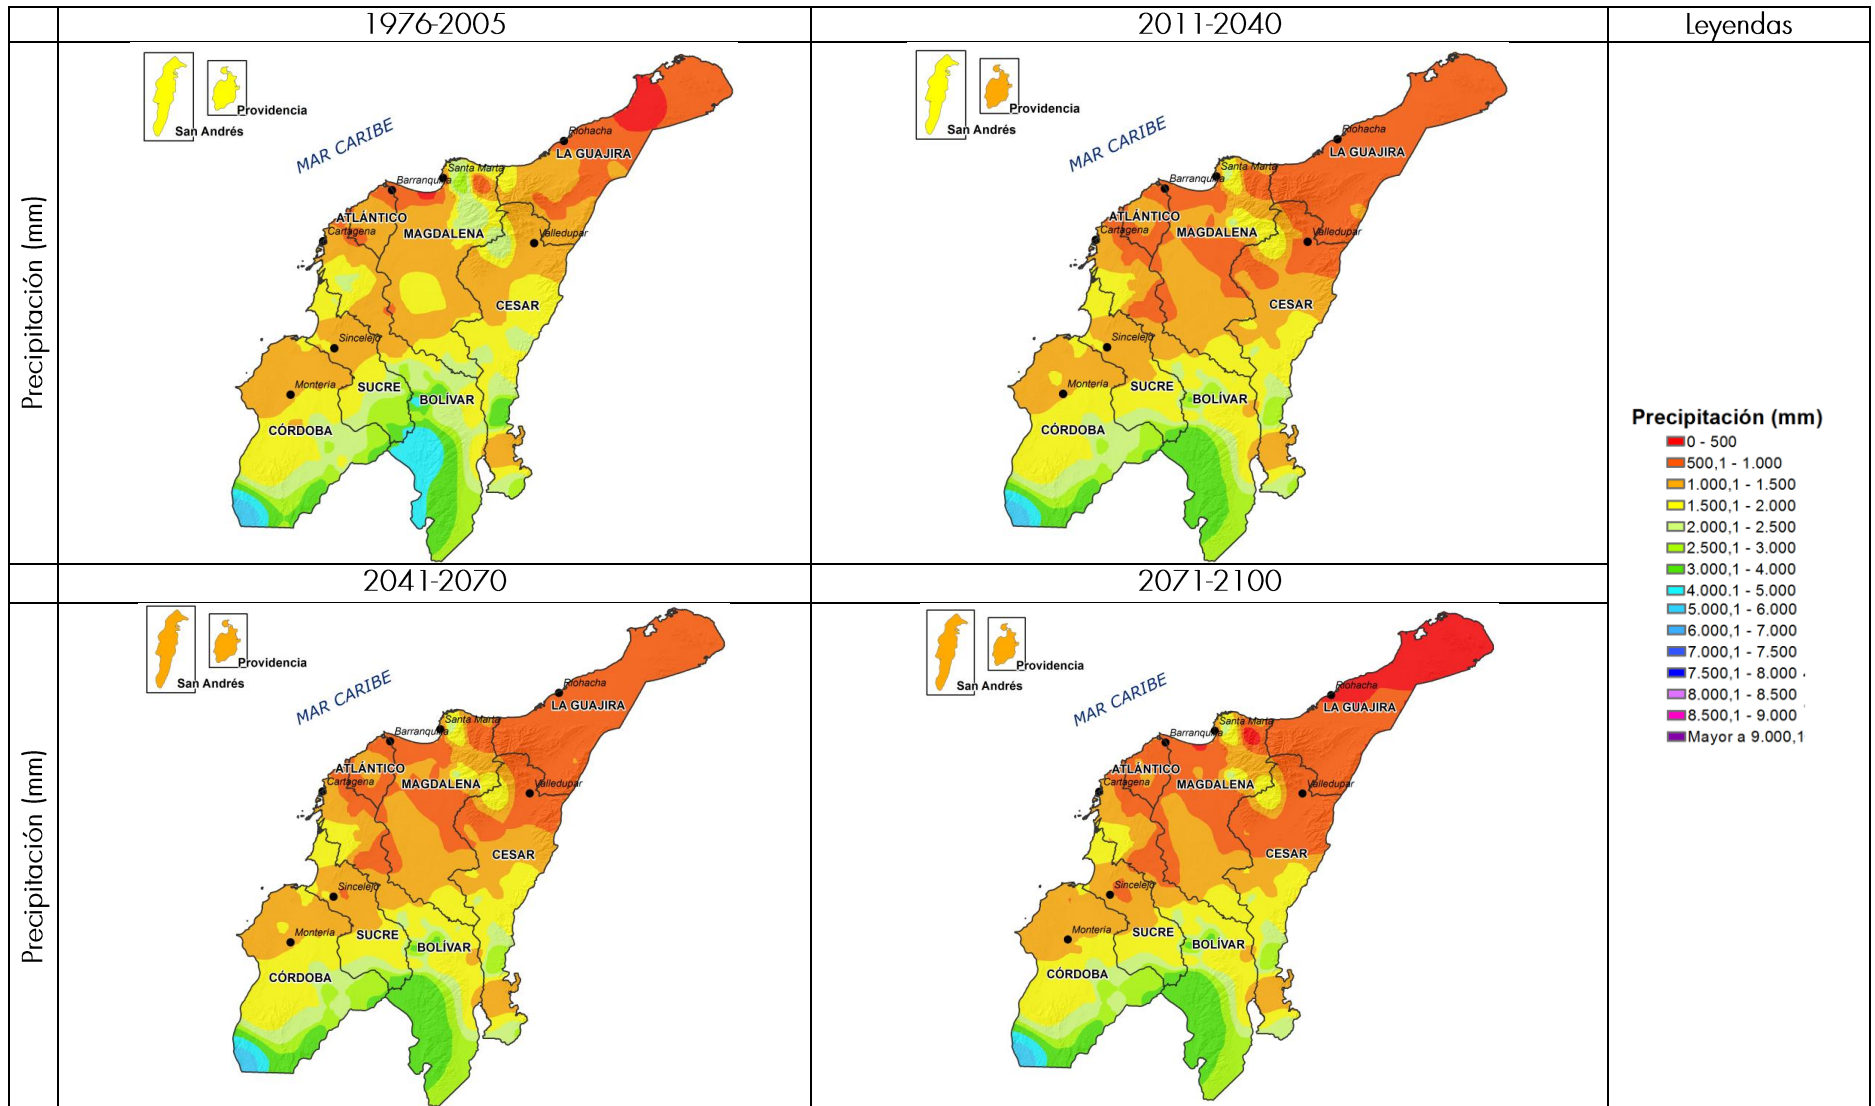 1976-2005
2011-2040
Leyendas
Precipitación (mm)
San Andrés
Providencia
MAR CARIBE
Riohacha
LA GUAJIRA
Santa Marta
Barranquilla
ATLÁNTICO
Cartagena
MAGDALENA
Valledupar
CESAR
Sincelejo
Montería
SUCRE
BOLÍVAR
CÓRDOBA
San Andrés
Providencia
MAR CARIBE
Riohacha
LA GUAJIRA
Santa Marta
Barranquilla
ATLÁNTICO
Cartagena
MAGDALENA
Valledupar
CESAR
Sincelejo
Montería
SUCRE
BOLÍVAR
CÓRDOBA
Precipitación (mm)
0 - 500
500,1 - 1.000
1.000,1 - 1.500
1.500,1 - 2.000
2.000,1 - 2.500
2.500,1 - 3.000
3.000,1 - 4.000
4.000.1 - 5.000
5.000,1 - 6.000
6.000,1 - 7.000
7.000,1 - 7.500
7.500,1 - 8.000
8.000,1 - 8.500
8.500,1 - 9.000
Mayor a 9.000,1
2041-2070
2071-2100
Precipitación (mm)
San Andrés
Providencia
MAR CARIBE
Riohacha
LA GUAJIRA
Santa Marta
Barranquilla
ATLÁNTICO
Cartagena
MAGDALENA
Valledupar
CESAR
Sincelejo
Montería
SUCRE
BOLÍVAR
CÓRDOBA
San Andrés
Providencia
MAR CARIBE
Riohacha
LA GUAJIRA
Santa Marta
Barranquilla
ATLÁNTICO
Cartagena
MAGDALENA
Valledupar
CESAR
Sincelejo
Montería
SUCRE
BOLÍVAR
CÓRDOBA